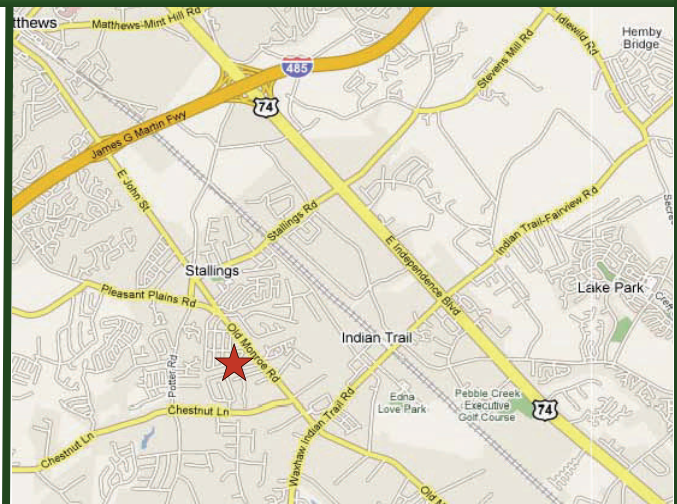 tthews
Matthews-Mint Hill Rd
Idlewild Rd
Hemby
Bridge
485
Stevens Mill Rd
74
James G Martin Fwy
E John St
Stallings Rd
Indian Trail-Fairview Rd
Stallings
E Independence Blvd
Pleasant Plains Rd
Lake Park
Old Monroe Rd
Indian Trail
Potter Rd
Edna
Love Park
Pebble Creek
Executive
Golf Course
74
Chestnut Ln
Chestnut Ln
Waxhaw Indian Trail Rd
Old